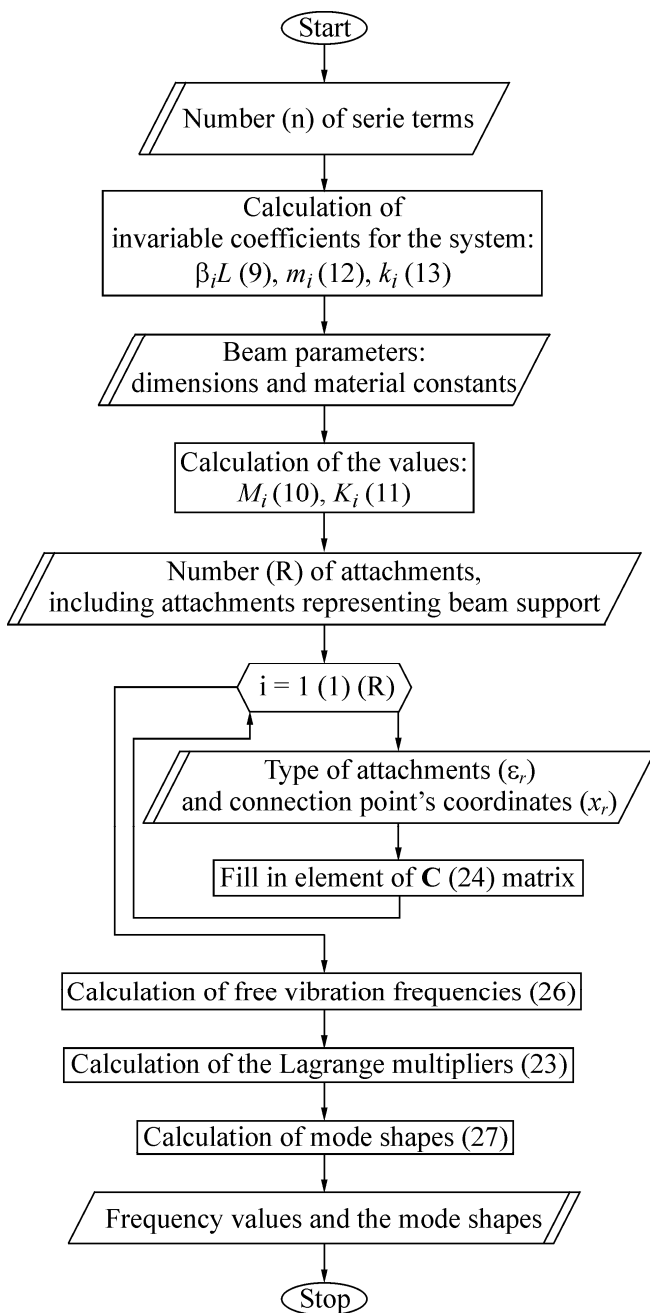 Start
Number (n) of serie terms
Calculation of
invariable coefficients for the system:
βᵢL (9), mᵢ (12), kᵢ (13)
Beam parameters:
dimensions and material constants
Calculation of the values:
Mᵢ (10), Kᵢ (11)
Number (R) of attachments,
including attachments representing beam support
i = 1 (1) (R)
Type of attachments (εᵣ)
and connection point's coordinates (xᵣ)
Fill in element of C (24) matrix
Calculation of free vibration frequencies (26)
Calculation of the Lagrange multipliers (23)
Calculation of mode shapes (27)
Frequency values and the mode shapes
Stop